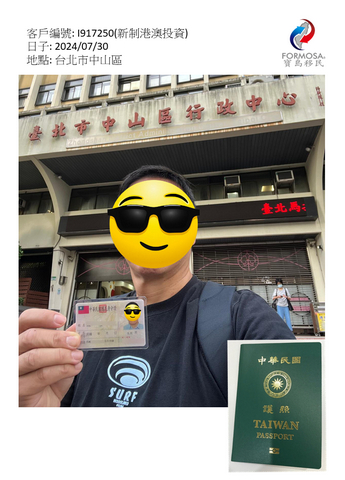 客戶編號: I917250(新制港澳投資)
日子: 2024/07/30
地點: 台北市中山區
FORMOSA
寶島移民
臺北市中山區行政中心
臺北
SURF
中華民國
護照
TAIWAN
PASSPORT